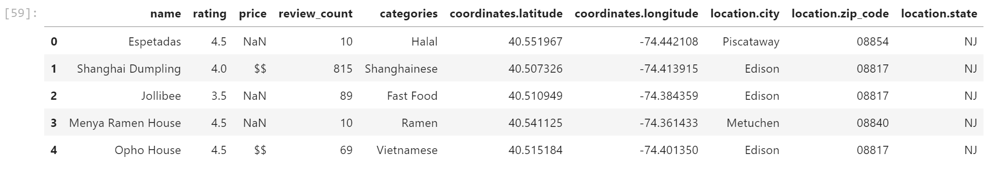 [59]: name rating price review_count categories coordinates.latitude coordinates.longitude location.city location.zip_code location.state
0 Espetadas 4.5 NaN 10 Halal 40.551967 -74.442108 Piscataway 08854 NJ
1 Shanghai Dumpling 4.0 $$ 815 Shanghainese 40.507326 -74.413915 Edison 08817 NJ
2 Jollibee 3.5 NaN 89 Fast Food 40.510949 -74.384359 Edison 08817 NJ
3 Menya Ramen House 4.5 NaN 10 Ramen 40.541125 -74.361433 Metuchen 08840 NJ
4 Opho House 4.5 $$ 69 Vietnamese 40.515184 -74.401350 Edison 08817 NJ